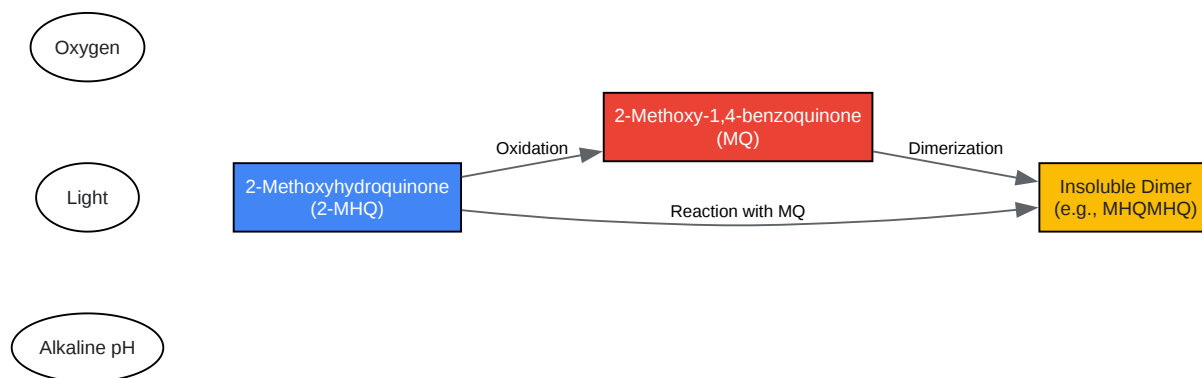 Oxygen
2-Methoxy-1,4-benzoquinone
(MQ)
Oxidation
Dimerization
Light
2-Methoxyhydroquinone
(2-MHQ)
Insoluble Dimer
(e.g., MHQMHQ)
Reaction with MQ
Alkaline pH